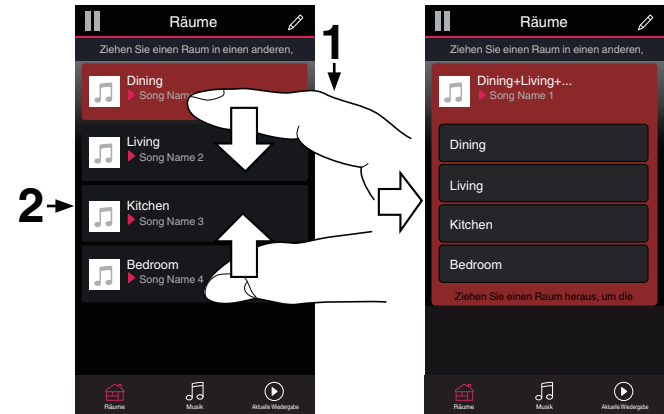 Räume
Ziehen Sie einen Raum in einen anderen,
Dining
Song Nam
Living
Song Name 2
Kitchen
Song Name 3
Bedroom
Song Name 4
Räume
Musik
Aktuelle Wiedergabe
1
2
Räume
Ziehen Sie einen Raum in einen anderen,
Dining+Living+...
Song Name 1
Dining
Living
Kitchen
Bedroom
Ziehen Sie einen Raum heraus, um die
Räume
Musik
Aktuelle Wiedergabe